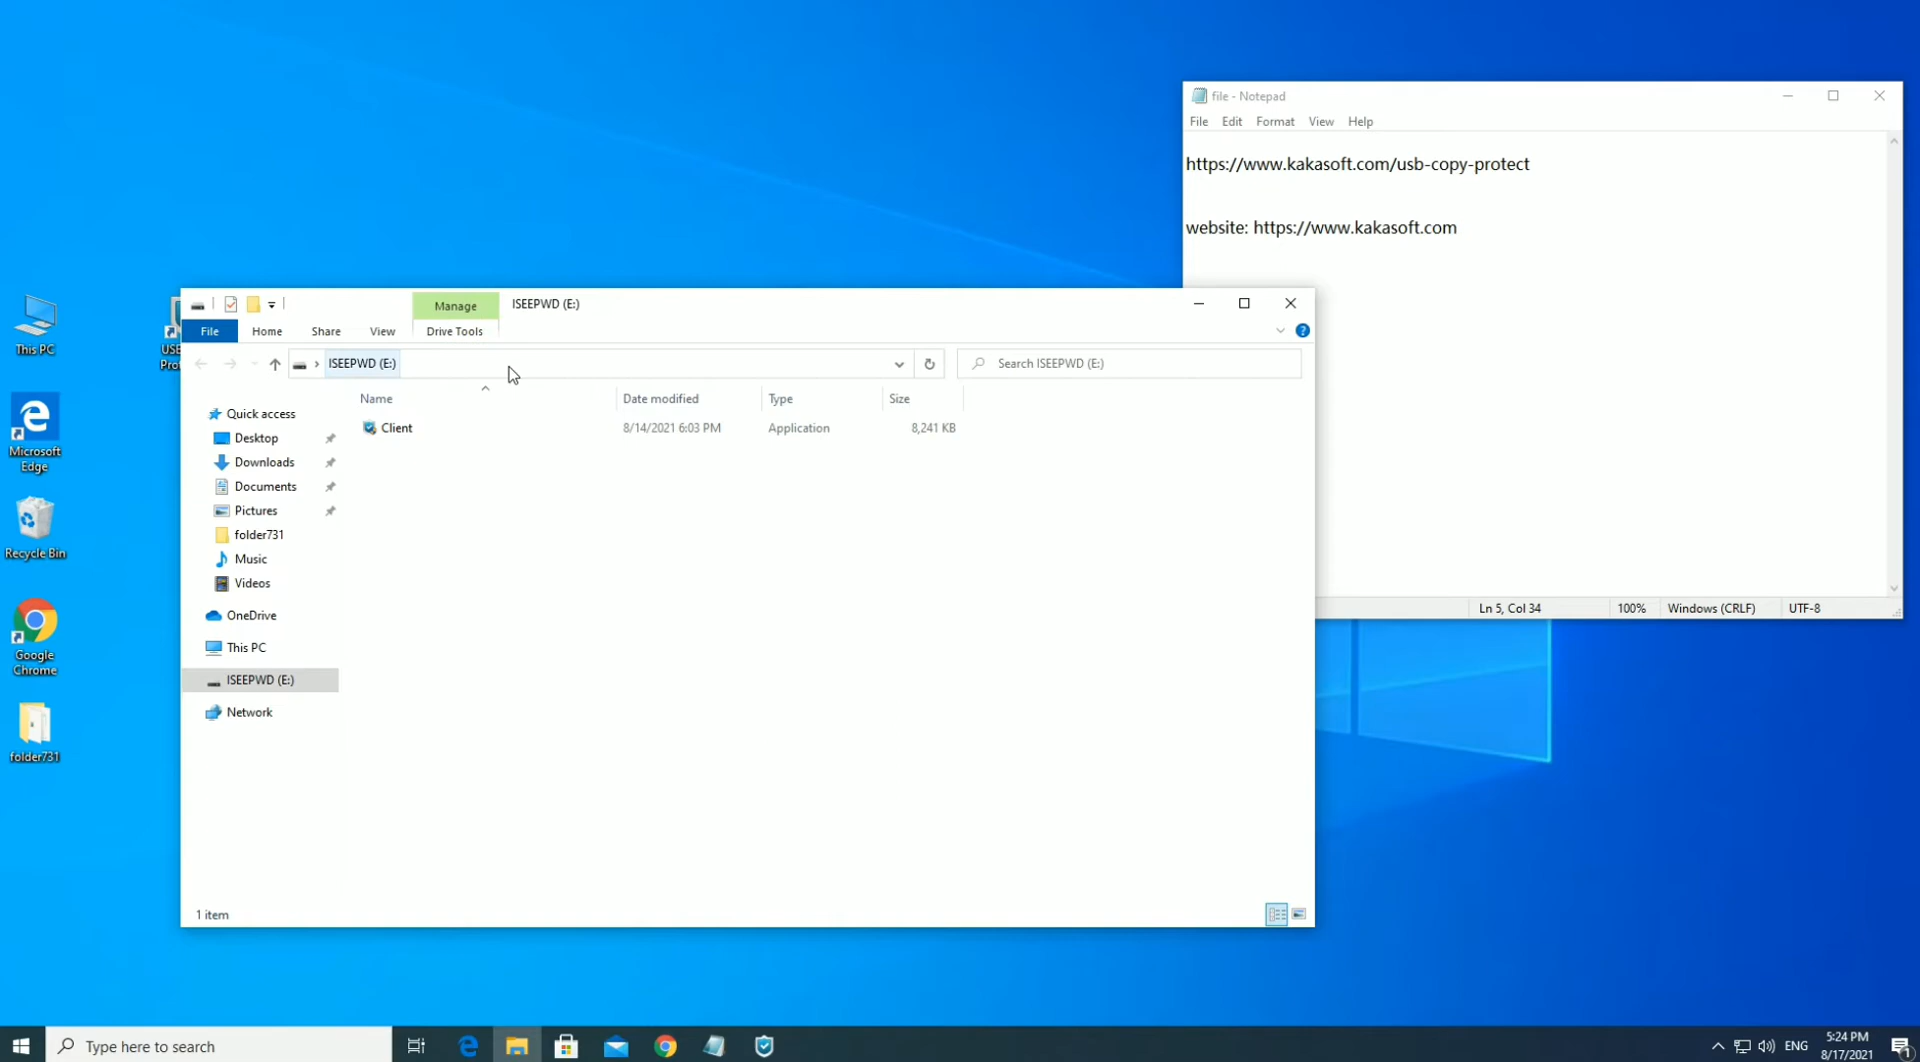 file - Notepad
File Edit Format View Help
https://www.kakasoft.com/usb-copy-protect
website: https://www.kakasoft.com
Ln 5, Col 34 100% Windows (CRLF) UTF-8
Manage ISEEPWD (E:)
File Home Share View Drive Tools
ISEEPWD (E:) Search ISEEPWD (E:)
Name Date modified Type Size
Client 8/14/2021 6:03 PM Application 8,241 KB
Quick access
Desktop
Downloads
Documents
Pictures
folder731
Music
Videos
OneDrive
This PC
ISEEPWD (E:)
Network
1 item
This PC
Microsoft
Edge
Recycle Bin
Google
Chrome
folder731
Type here to search
ENG
5:24 PM
8/17/2021
1